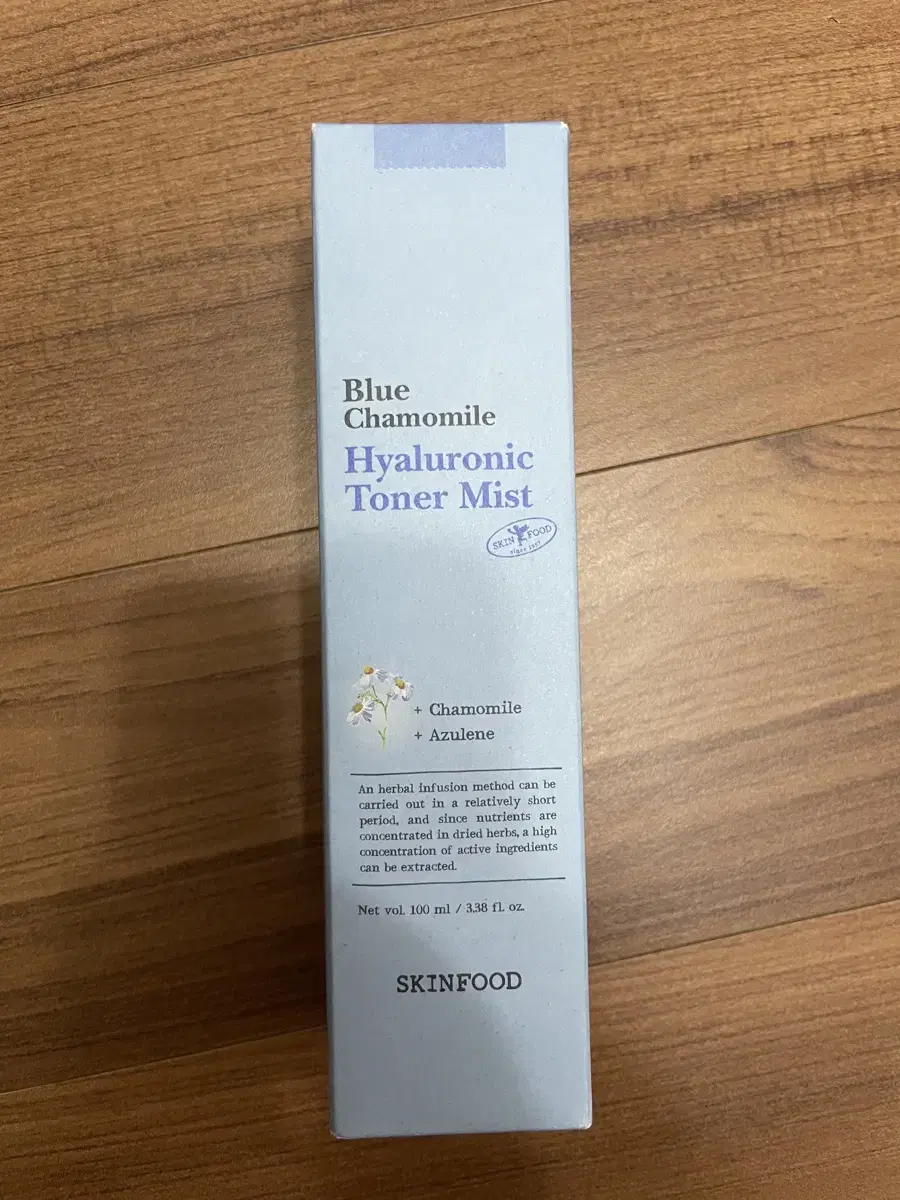 Blue
Chamomile
Hyaluronic
Toner Mist
SKIN FOOD
since 1957
+ Chamomile
+ Azulene
An herbal infusion method can be
carried out in a relatively short
period, and since nutrients are
concentrated in dried herbs, a high
concentration of active ingredients
can be extracted.
Net vol. 100 ml / 3.38 fl. oz.
SKINFOOD